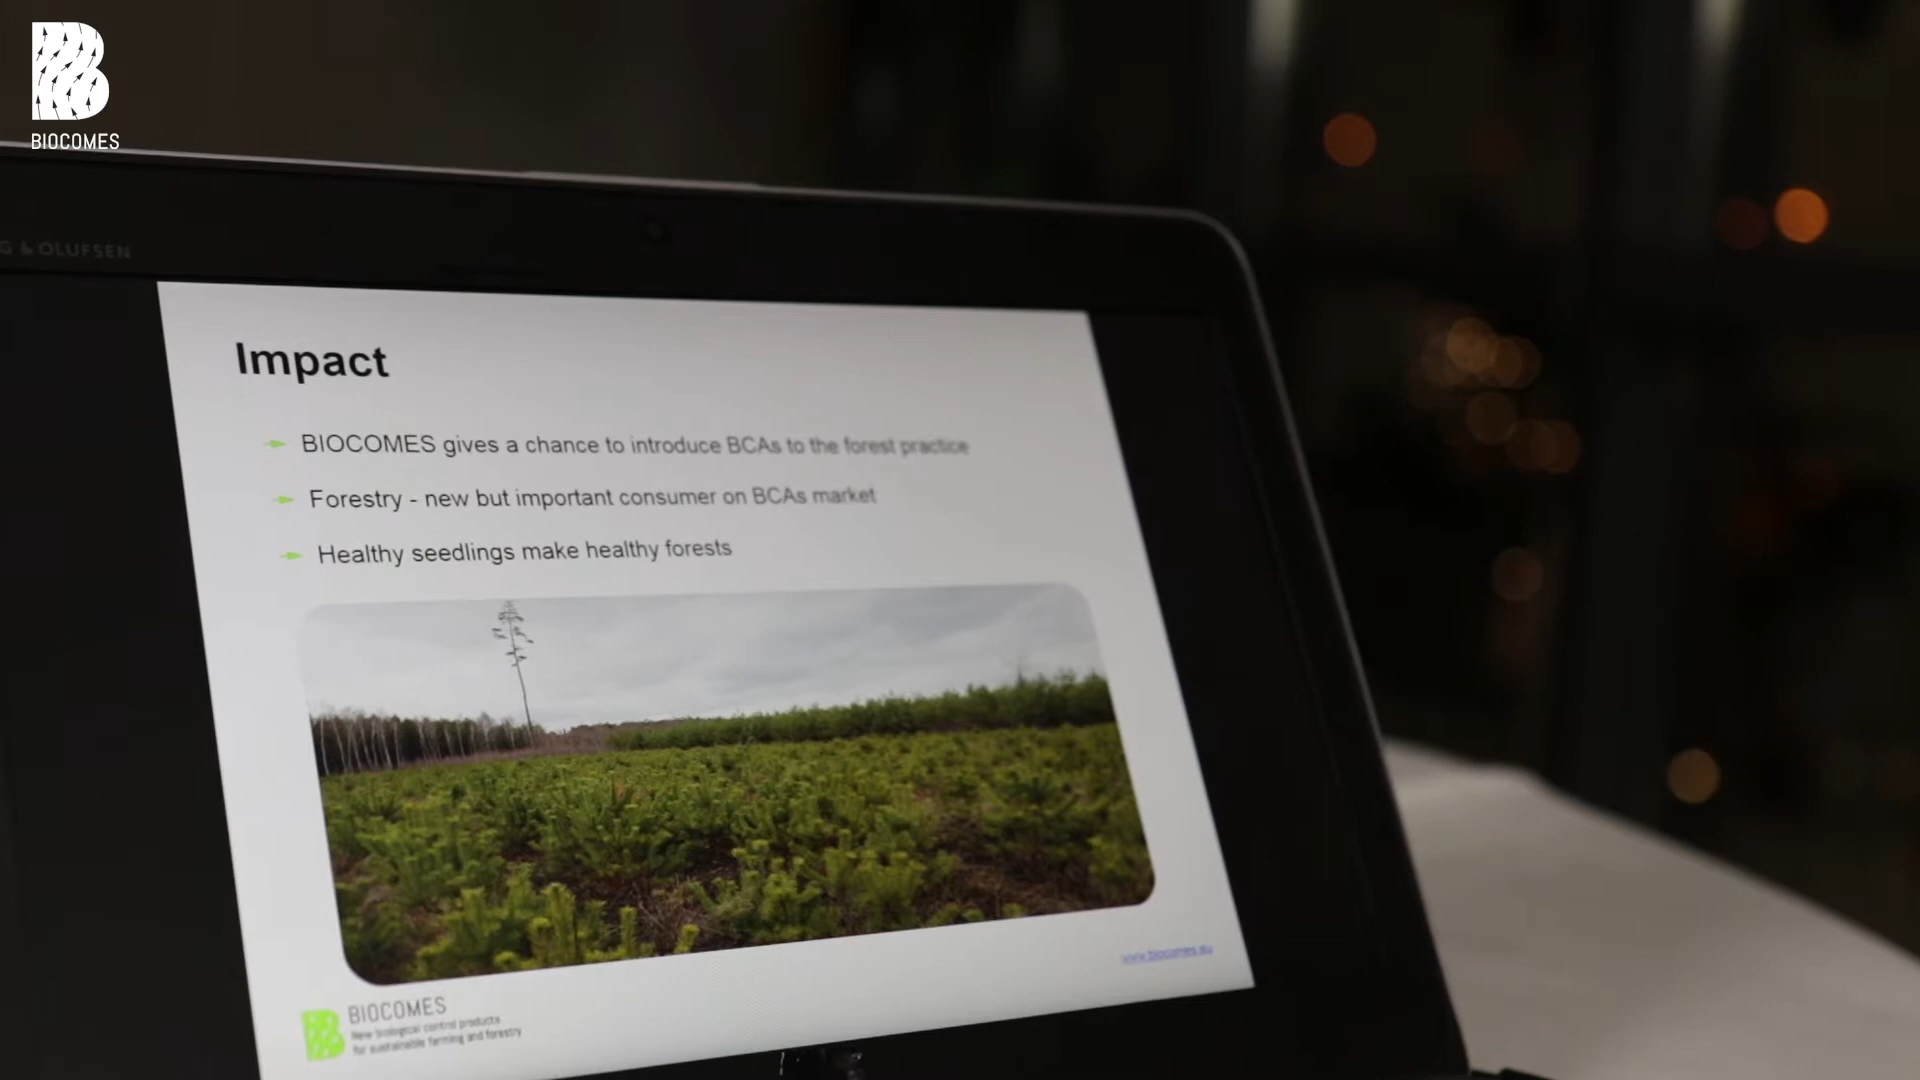 BIOCOMES
G & OLUFSEN
Impact
BIOCOMES gives a chance to introduce BCAs to the forest practice
Forestry - new but important consumer on BCAs market
Healthy seedlings make healthy forests
www.biocomes.eu
BIOCOMES
New biological control products
for sustainable farming and forestry